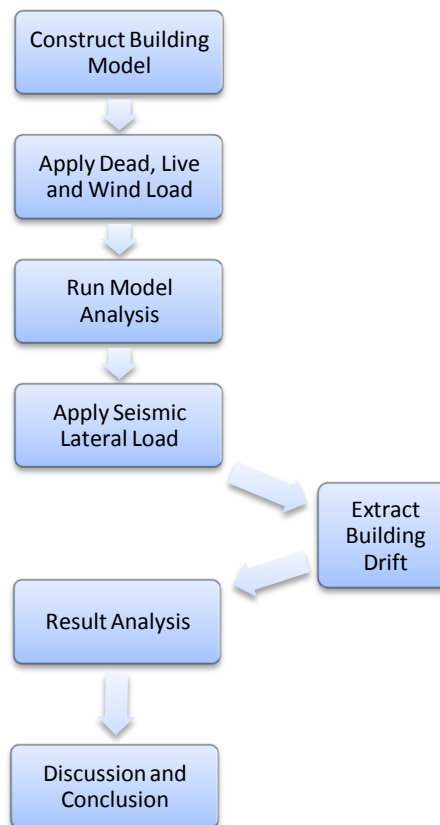 Construct Building
Model
Apply Dead, Live
and Wind Load
Run Model
Analysis
Apply Seismic
Lateral Load
Extract
Building
Drift
Result Analysis
Discussion and
Conclusion